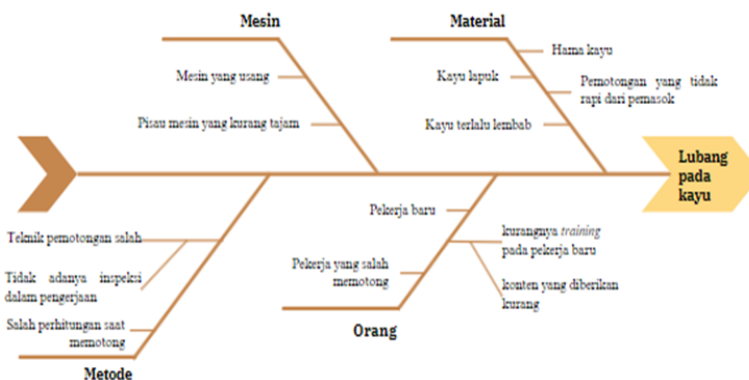 Mesin
Material
Hama kayu
Mesin yang usang
Kayu lapuk
Pemotongan yang tidak
rapi dari pemasok
Pisau mesin yang kurang tajam
Kayu terlalu lembab
Lubang
pada
kayu
Pekerja baru
Teknik pemotongan salah
kurangnya training
pada pekerja baru
Tidak adanya inspeksi
dalam pengerjaan
Pekerja yang salah
memotong
konten yang diberikan
kurang
Salah perhitungan saat
memotong
Orang
Metode